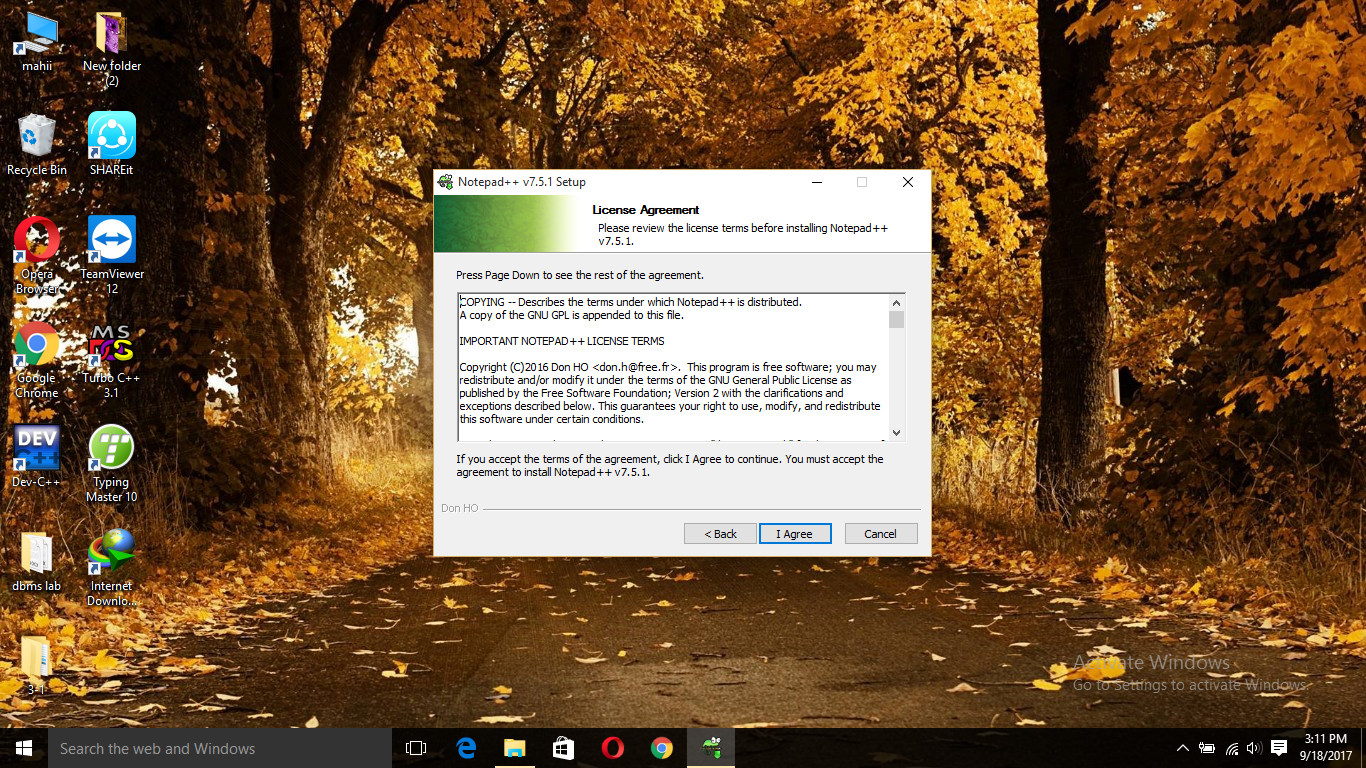 mahii
New folder
(2)
Recycle Bin
SHAREit
Opera
Browser
TeamViewer
12
Google
Chrome
MS
Turbo C++
3.1
DEV
C++
Dev-C++
Typing
Master 10
dbms lab
Internet
Downlo...
3-1
Notepad++ v7.5.1 Setup
License Agreement
Please review the license terms before installing Notepad++
v7.5.1.
Press Page Down to see the rest of the agreement.
COPYING -- Describes the terms under which Notepad++ is distributed.
A copy of the GNU GPL is appended to this file.
IMPORTANT NOTEPAD++ LICENSE TERMS
Copyright (C)2016 Don HO <don.h@free.fr>. This program is free software; you may
redistribute and/or modify it under the terms of the GNU General Public License as
published by the Free Software Foundation; Version 2 with the clarifications and
exceptions described below. This guarantees your right to use, modify, and redistribute
this software under certain conditions.
If you accept the terms of the agreement, click I Agree to continue. You must accept the
agreement to install Notepad++ v7.5.1.
Don HO
< Back
I Agree
Cancel
Activate Windows
Go to Settings to activate Windows.
Search the web and Windows
3:11 PM
9/18/2017